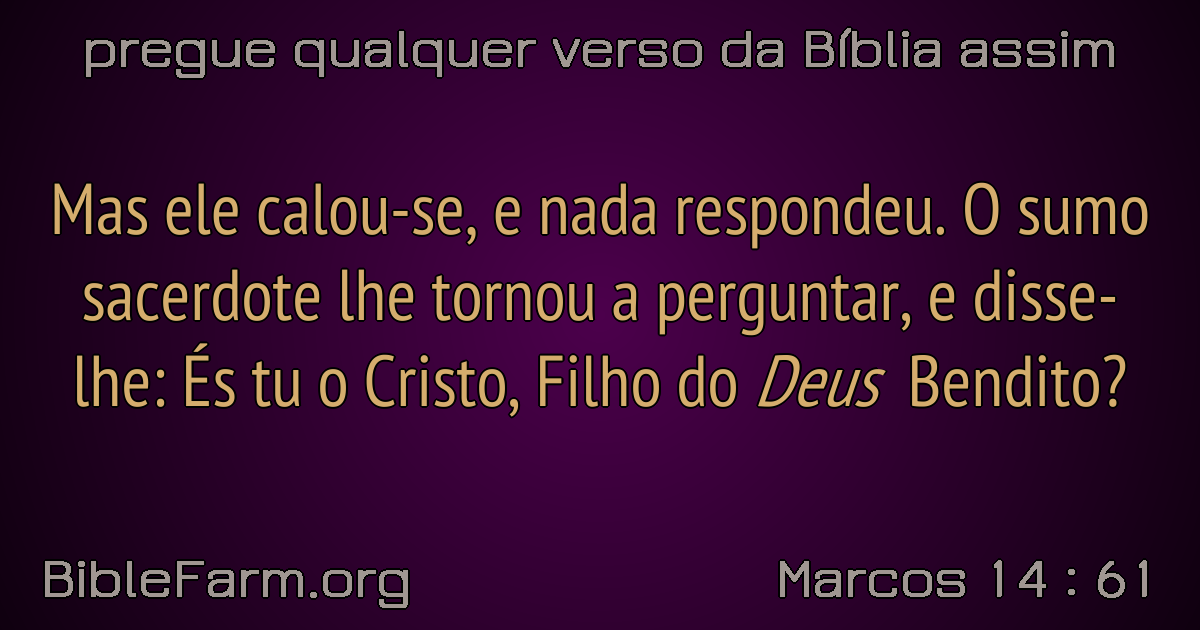 pregue qualquer verso da Bíblia assim
Mas ele calou-se, e nada respondeu. O sumo
sacerdote lhe tornou a perguntar, e disse-
lhe: És tu o Cristo, Filho do Deus Bendito?
BibleFarm.org
Marcos 14 : 61